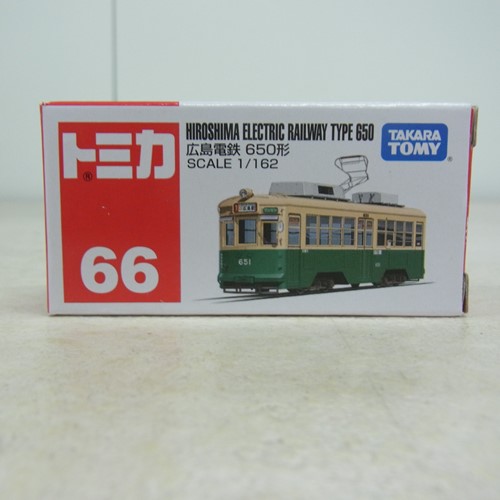 トミカ
®
66
HIROSHIMA ELECTRIC RAILWAY TYPE 650
広島電鉄 650形
SCALE 1/162
TAKARA
TOMY
651